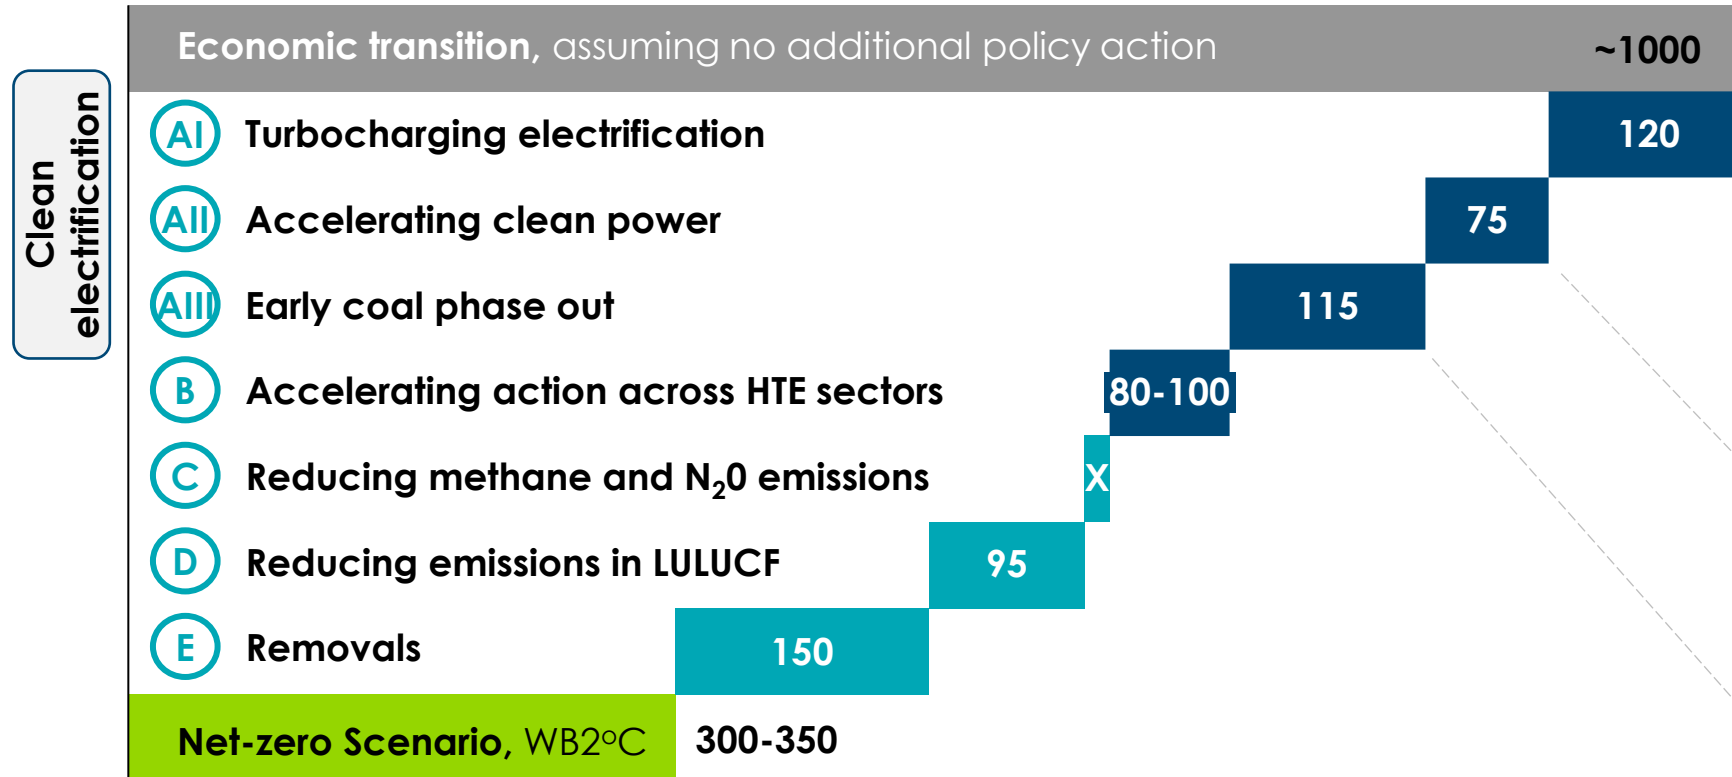 Economic transition, assuming no additional policy action ~1000
Clean
electrification
AI Turbocharging electrification 120
AII Accelerating clean power 75
AIII Early coal phase out 115
B Accelerating action across HTE sectors 80-100
C Reducing methane and N₂0 emissions X
D Reducing emissions in LULUCF 95
E Removals 150
Net-zero Scenario, WB2°C 300-350